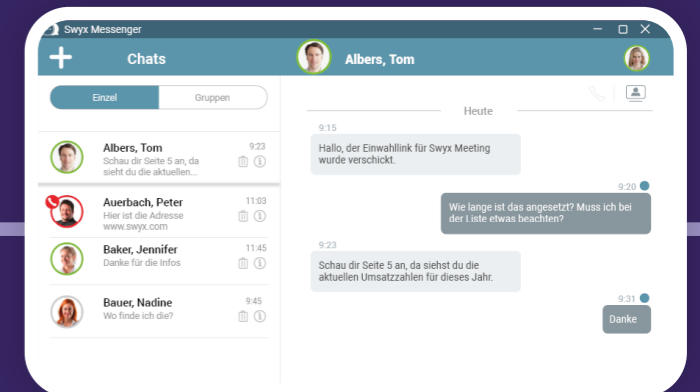 Swyx Messenger
Chats
Albers, Tom
Einzel
Gruppen
Albers, Tom
9:23
Schau dir Seite 5 an, da
sieht du die aktuellen...
Auerbach, Peter
11:03
Hier ist die Adresse
www.swyx.com
Baker, Jennifer
11:45
Danke für die Infos
Bauer, Nadine
9:45
Wo finde ich die?
Heute
9:15
Hallo, der Einwahllink für Swyx Meeting
wurde verschickt.
9:20
Wie lange ist das angesetzt? Muss ich bei
der Liste etwas beachten?
9:23
Schau dir Seite 5 an, da siehst du die
aktuellen Umsatzzahlen für dieses Jahr.
9:31
Danke